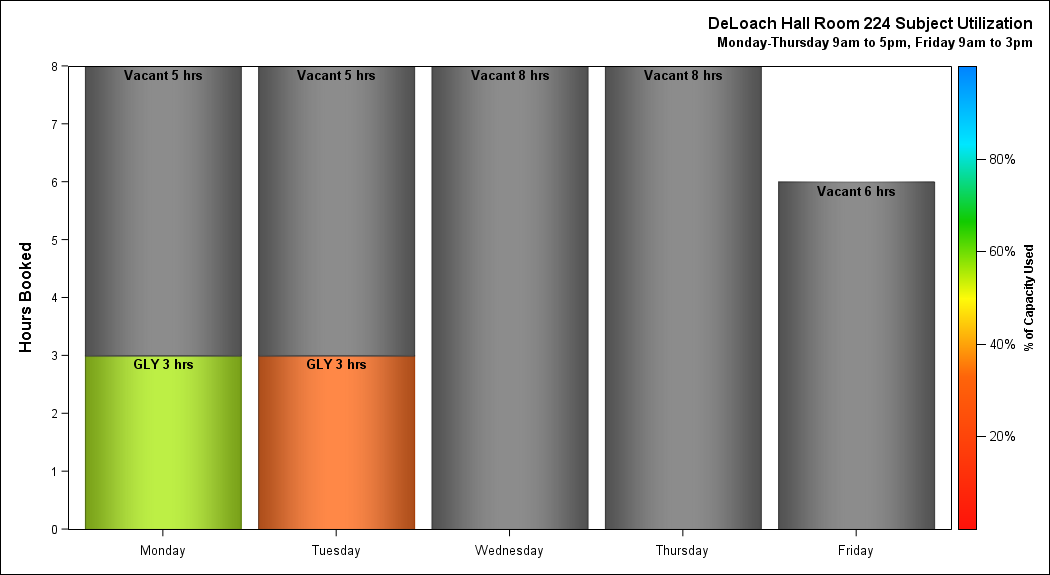 DeLoach Hall Room 224 Subject Utilization
Monday-Thursday 9am to 5pm, Friday 9am to 3pm
Hours Booked
8
7
6
5
4
3
2
1
0
Vacant 5 hrs
Vacant 5 hrs
Vacant 8 hrs
Vacant 8 hrs
Vacant 6 hrs
GLY 3 hrs
GLY 3 hrs
Monday
Tuesday
Wednesday
Thursday
Friday
80%
60%
40%
20%
% of Capacity Used